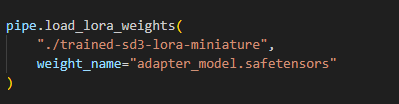 pipe.load_lora_weights(
    "./trained-sd3-lora-miniature",
    weight_name="adapter_model.safetensors"
)